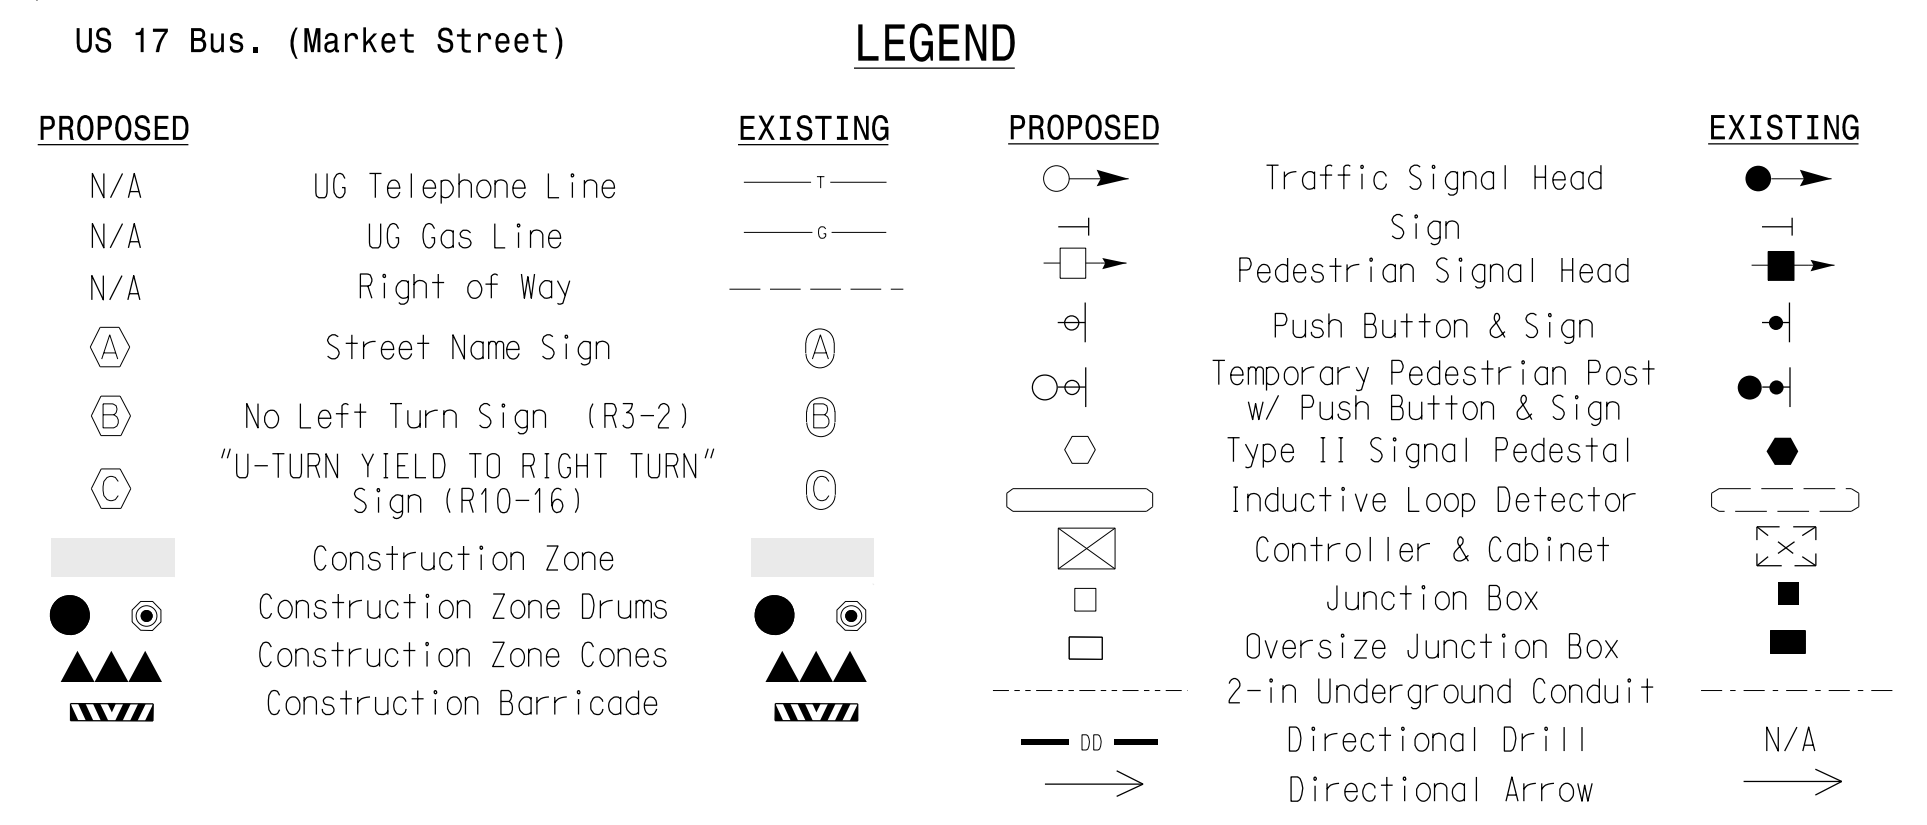 US 17 Bus. (Market Street)
LEGEND
PROPOSED EXISTING
N/A UG Telephone Line T
N/A UG Gas Line G
N/A Right of Way
A Street Name Sign A
B No Left Turn Sign (R3-2) B
"U-TURN YIELD TO RIGHT TURN"
C Sign (R10-16) C
Construction Zone
Construction Zone Drums
Construction Zone Cones
Construction Barricade
PROPOSED EXISTING
Traffic Signal Head
Sign
Pedestrian Signal Head
Push Button & Sign
Temporary Pedestrian Post
w/ Push Button & Sign
Type II Signal Pedestal
Inductive Loop Detector
Controller & Cabinet
Junction Box
Oversize Junction Box
2-in Underground Conduit
DD Directional Drill N/A
Directional Arrow